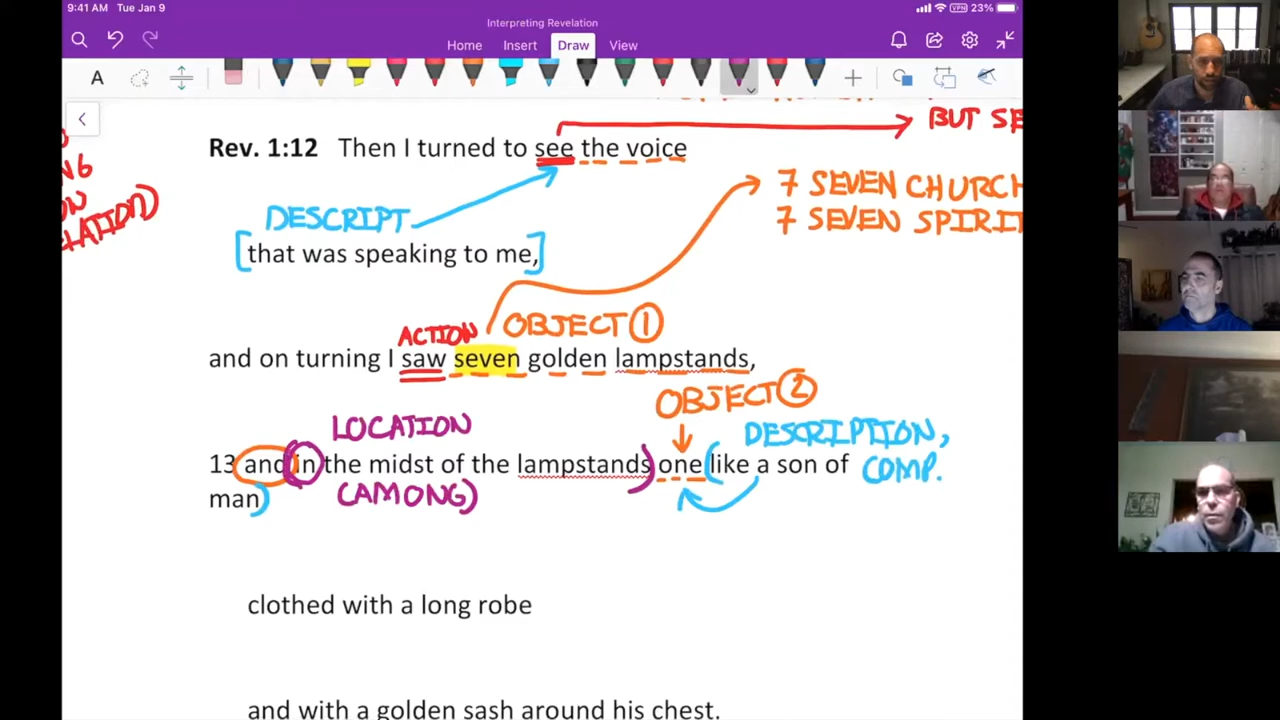 9:41 AM Tue Jan 9
VPN 23%
Interpreting Revelation
Home Insert Draw View
A
BUT SE
Rev. 1:12 Then I turned to see the voice
7 SEVEN CHURCH
7 SEVEN SPIRIT
DESCRIPT
[that was speaking to me,]
ACTION OBJECT 1
and on turning I saw seven golden lampstands,
OBJECT 2
LOCATION
DESCRIPTION,
13 and in the midst of the lampstands) one (like a son of
COMP.
man)
(AMONG)
clothed with a long robe
and with a golden sash around his chest.